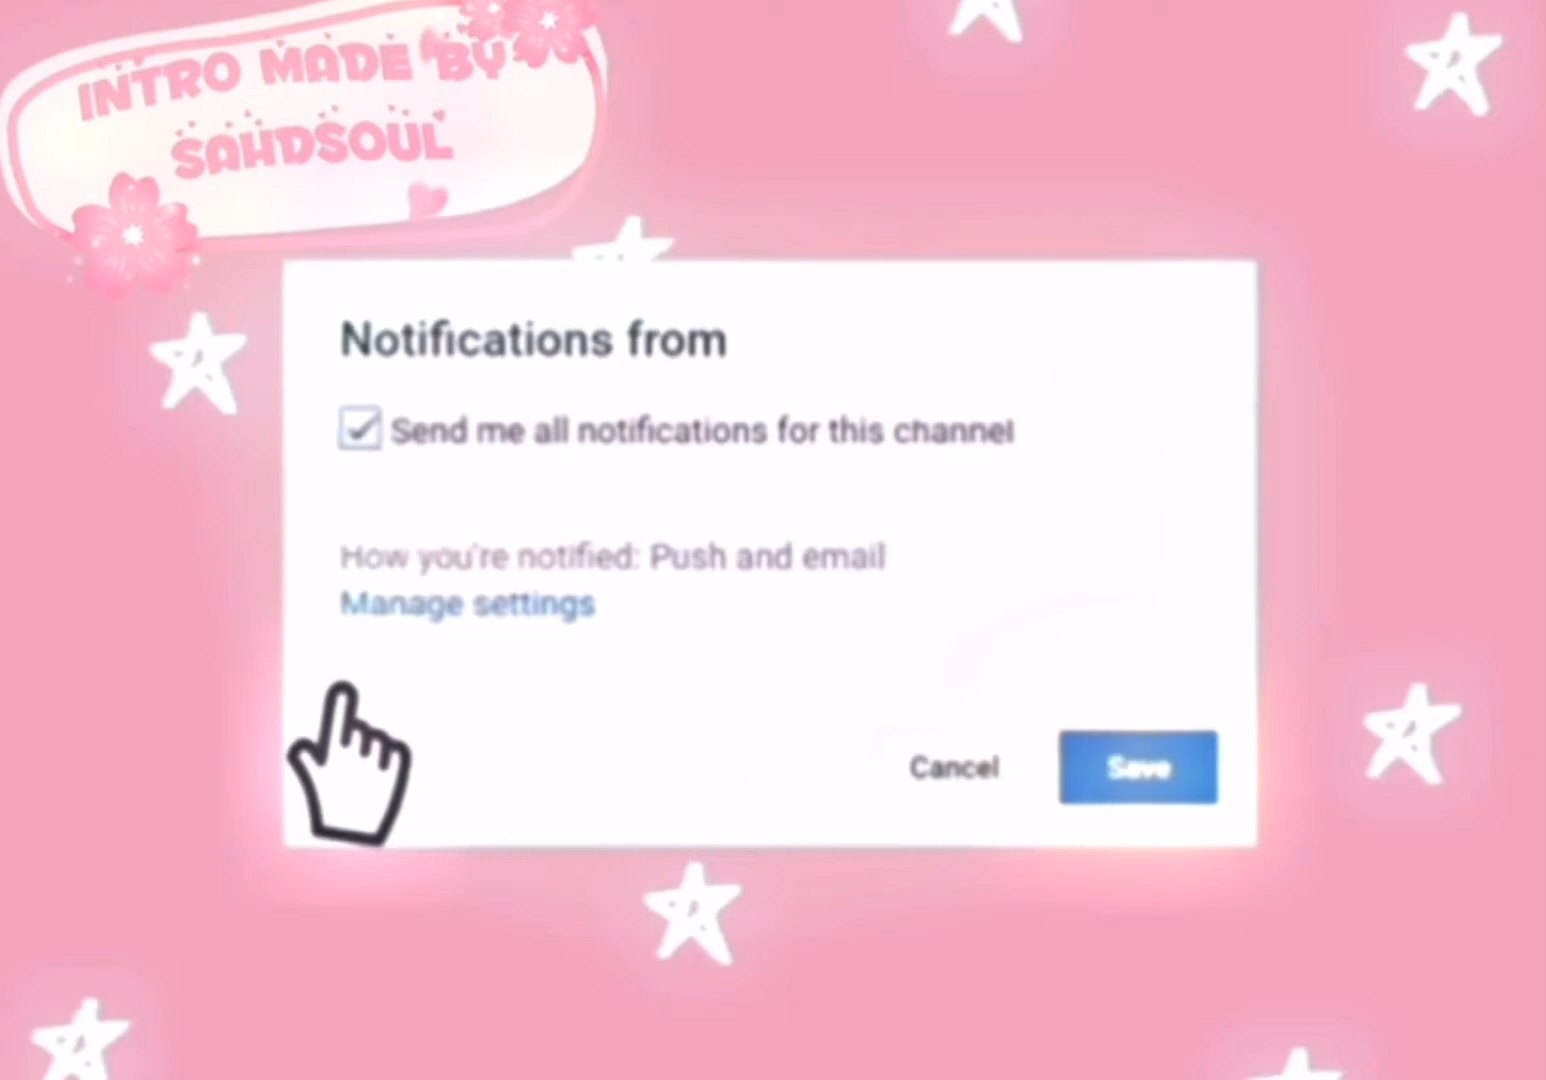 INTRO MADE BY
SAHDSOUL
Notifications from
Send me all notifications for this channel
How you're notified: Push and email
Manage settings
Cancel
Save